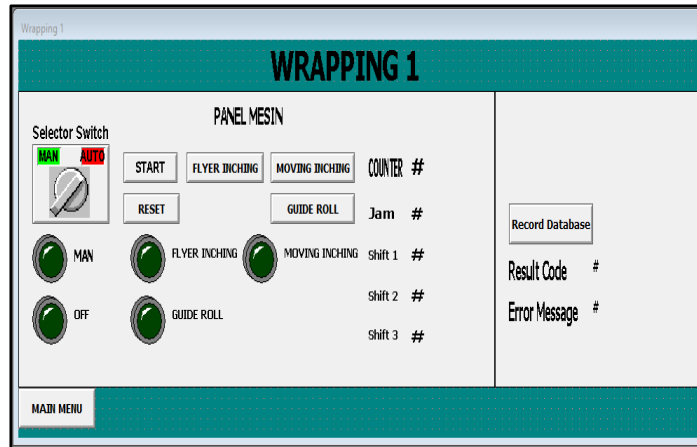 Wrapping 1
WRAPPING 1
PANEL MESIN
Selector Switch
MAN AUTO
START FLYER INCHING MOVING INCHING COUNTER #
RESET GUIDE ROLL Jam #
Record Database
MAN FLYER INCHING MOVING INCHING Shift 1 #
Result Code #
OFF GUIDE ROLL Shift 2 #
Error Message #
Shift 3 #
MAIN MENU